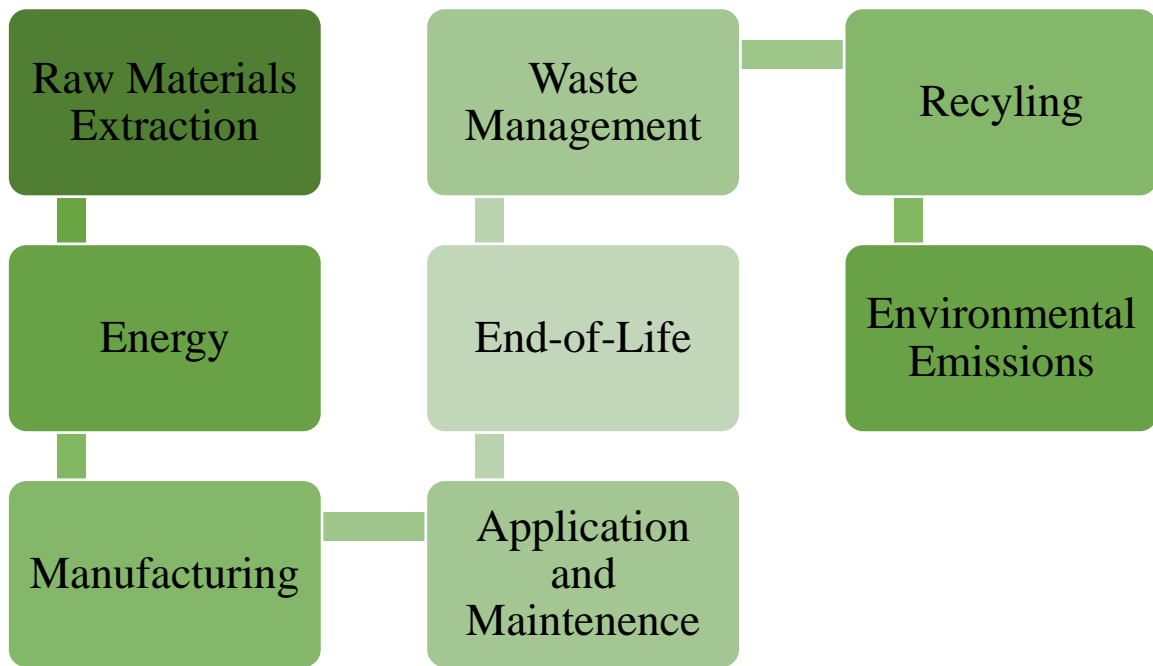 Raw Materials
Extraction
Energy
Manufacturing
Application
and
Maintenence
End-of-Life
Waste
Management
Recyling
Environmental
Emissions